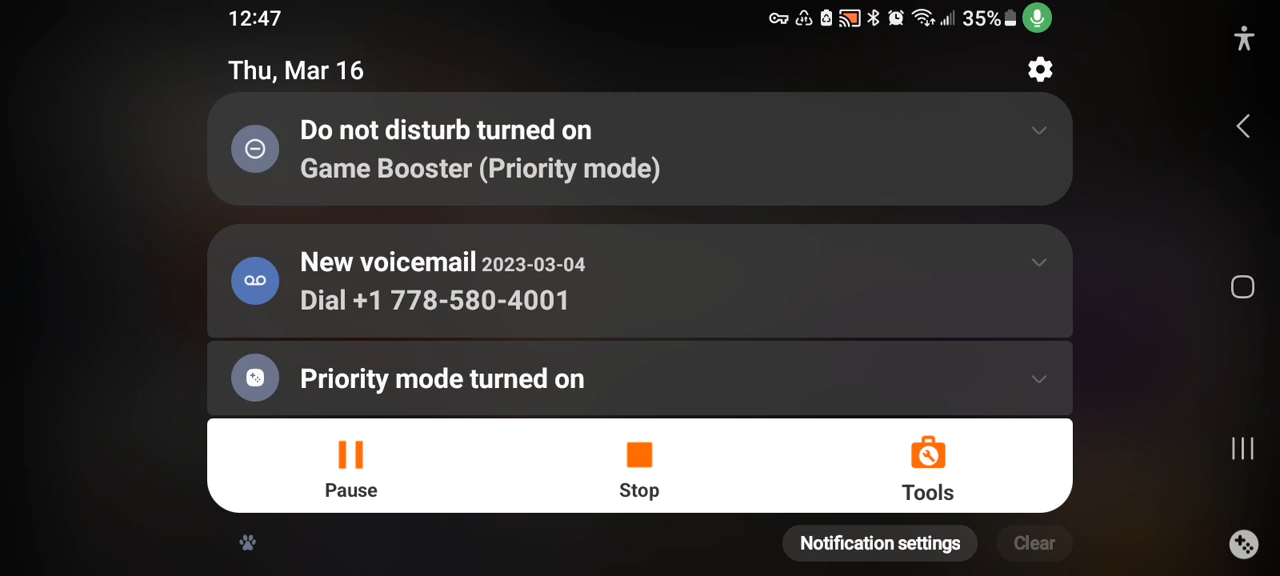 12:47
35%
Thu, Mar 16
Do not disturb turned on
Game Booster (Priority mode)
New voicemail 2023-03-04
Dial +1 778-580-4001
Priority mode turned on
Pause Stop Tools
Notification settings Clear